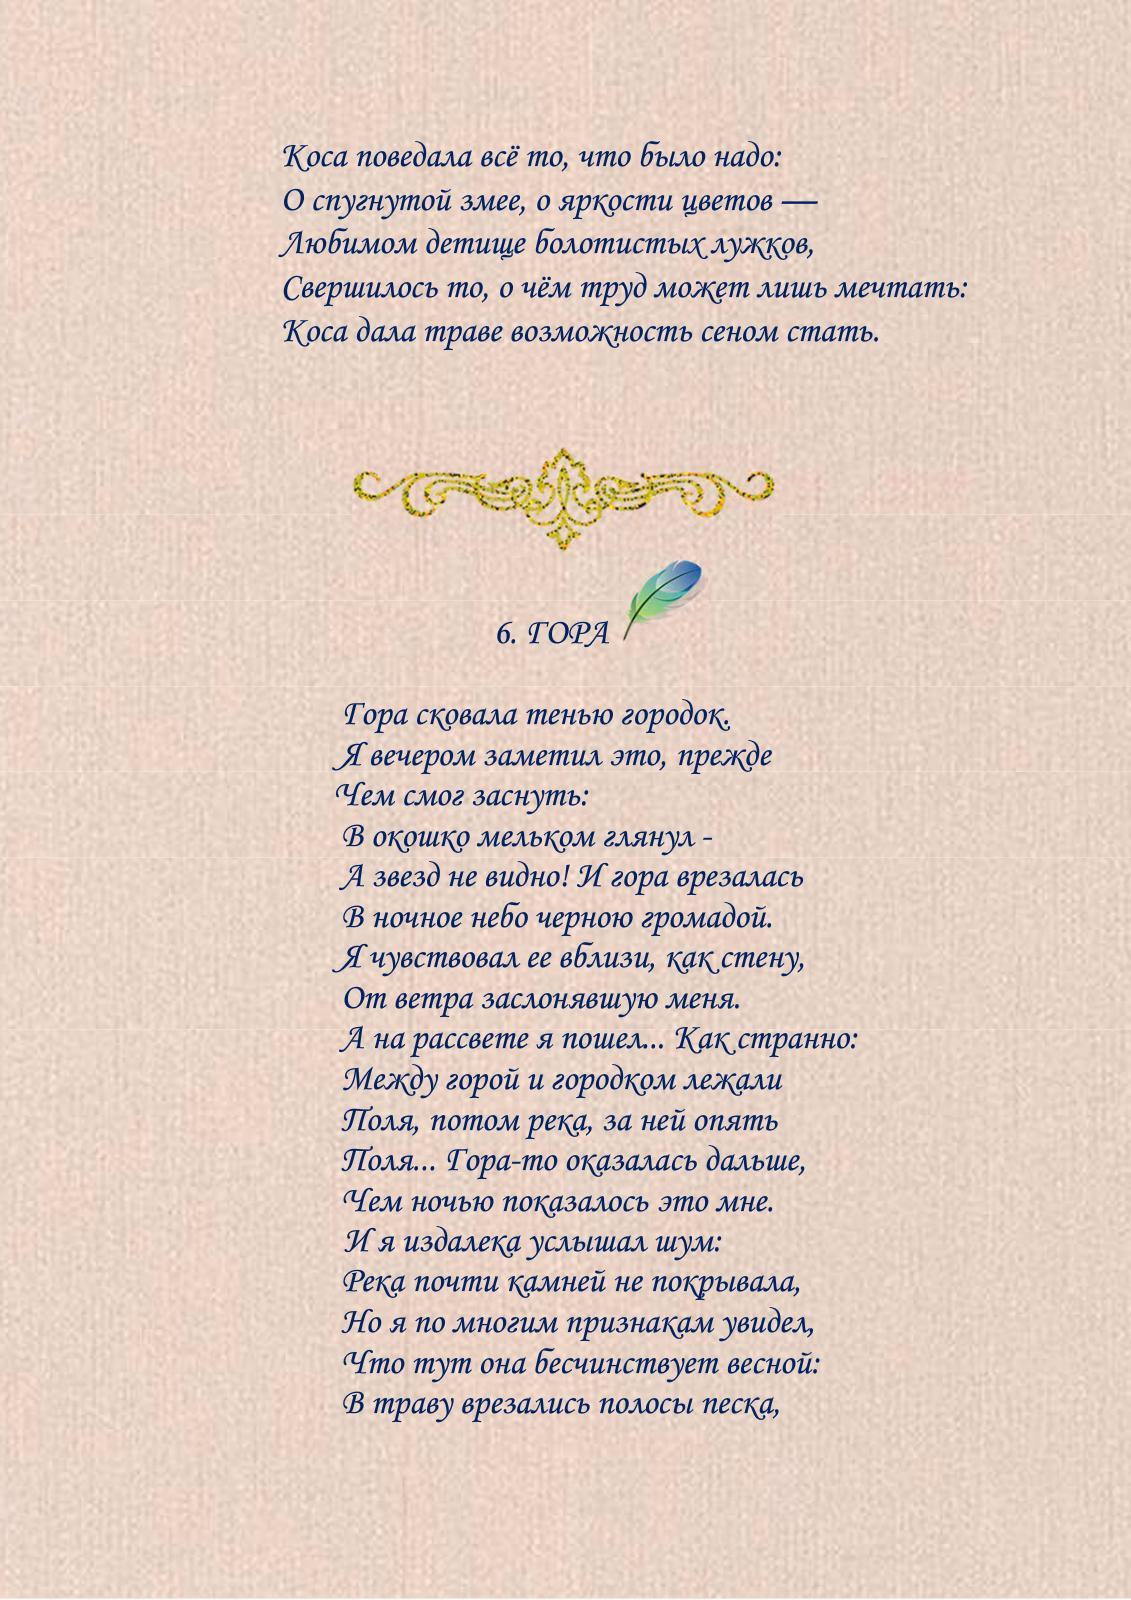 Коса поведала всё то, что было надо:
О спугнутой змее, о яркости цветов —
Любимом детище болотистых лужков,
Свершилось то, о чём труд может лишь мечтать:
Коса дала траве возможность сеном стать.
6. ГОРА
Гора сковала тенью городок.
Я вечером заметил это, прежде
Чем смог заснуть:
В окошко мельком глянул -
А звезд не видно! И гора врезалась
В ночное небо черною громадой.
Я чувствовал ее вблизи, как стену,
От ветра заслонявшую меня.
А на рассвете я пошел... Как странно:
Между горой и городком лежали
Поля, потом река, за ней опять
Поля... Гора-то оказалась дальше,
Чем ночью показалось это мне.
И я издалека услышал шум:
Река почти камней не покрывала,
Но я по многим признакам увидел,
Что тут она бесчинствует весной:
В траву врезались полосы песка,